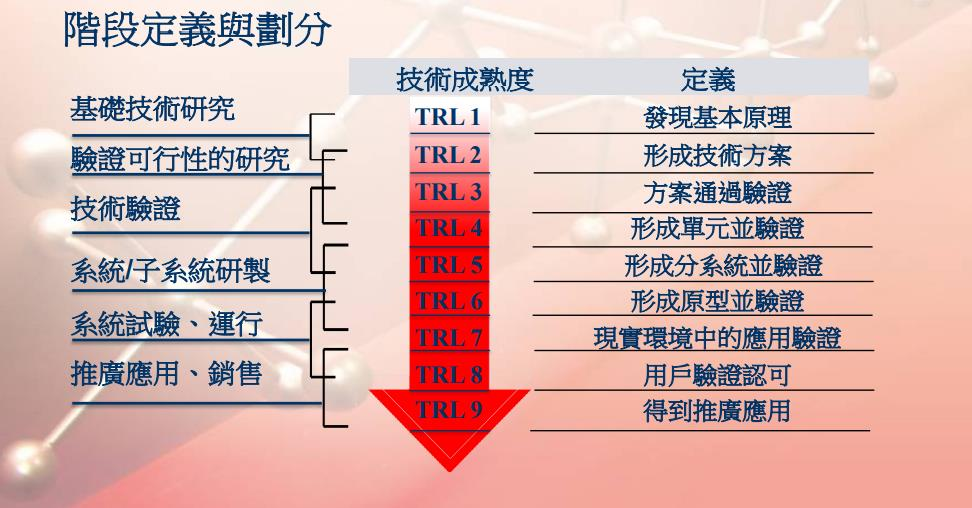 階段定義與劃分
技術成熟度 定義
基礎技術研究
驗證可行性的研究
技術驗證
系統/子系統研製
系統試驗、運行
推廣應用、銷售
TRL 1 發現基本原理
TRL 2 形成技術方案
TRL 3 方案通過驗證
TRL 4 形成單元並驗證
TRL 5 形成分系統並驗證
TRL 6 形成原型並驗證
TRL 7 現實環境中的應用驗證
TRL 8 用戶驗證認可
TRL 9 得到推廣應用